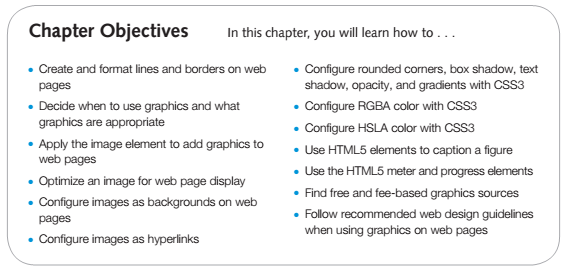 Chapter Objectives In this chapter, you will learn how to . . .
• Create and format lines and borders on web
pages
• Decide when to use graphics and what
graphics are appropriate
• Apply the image element to add graphics to
web pages
• Optimize an image for web page display
• Configure images as backgrounds on web
pages
• Configure images as hyperlinks
• Configure rounded corners, box shadow, text
shadow, opacity, and gradients with CSS3
• Configure RGBA color with CSS3
• Configure HSLA color with CSS3
• Use HTML5 elements to caption a figure
• Use the HTML5 meter and progress elements
• Find free and fee-based graphics sources
• Follow recommended web design guidelines
when using graphics on web pages